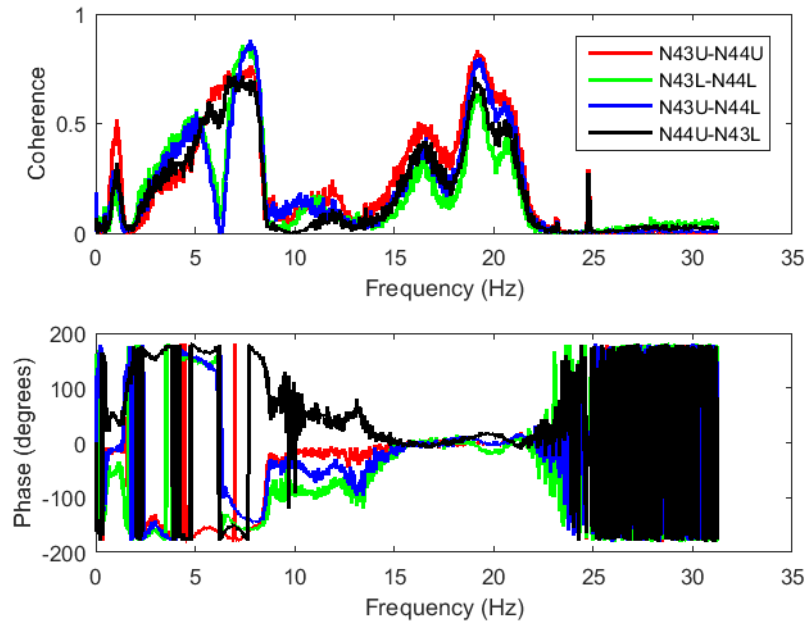 1
0.5
0
Coherence
N43U-N44U
N43L-N44L
N43U-N44L
N44U-N43L
0 5 10 15 20 25 30 35
Frequency (Hz)
200
100
0
-100
-200
Phase (degrees)
0 5 10 15 20 25 30 35
Frequency (Hz)